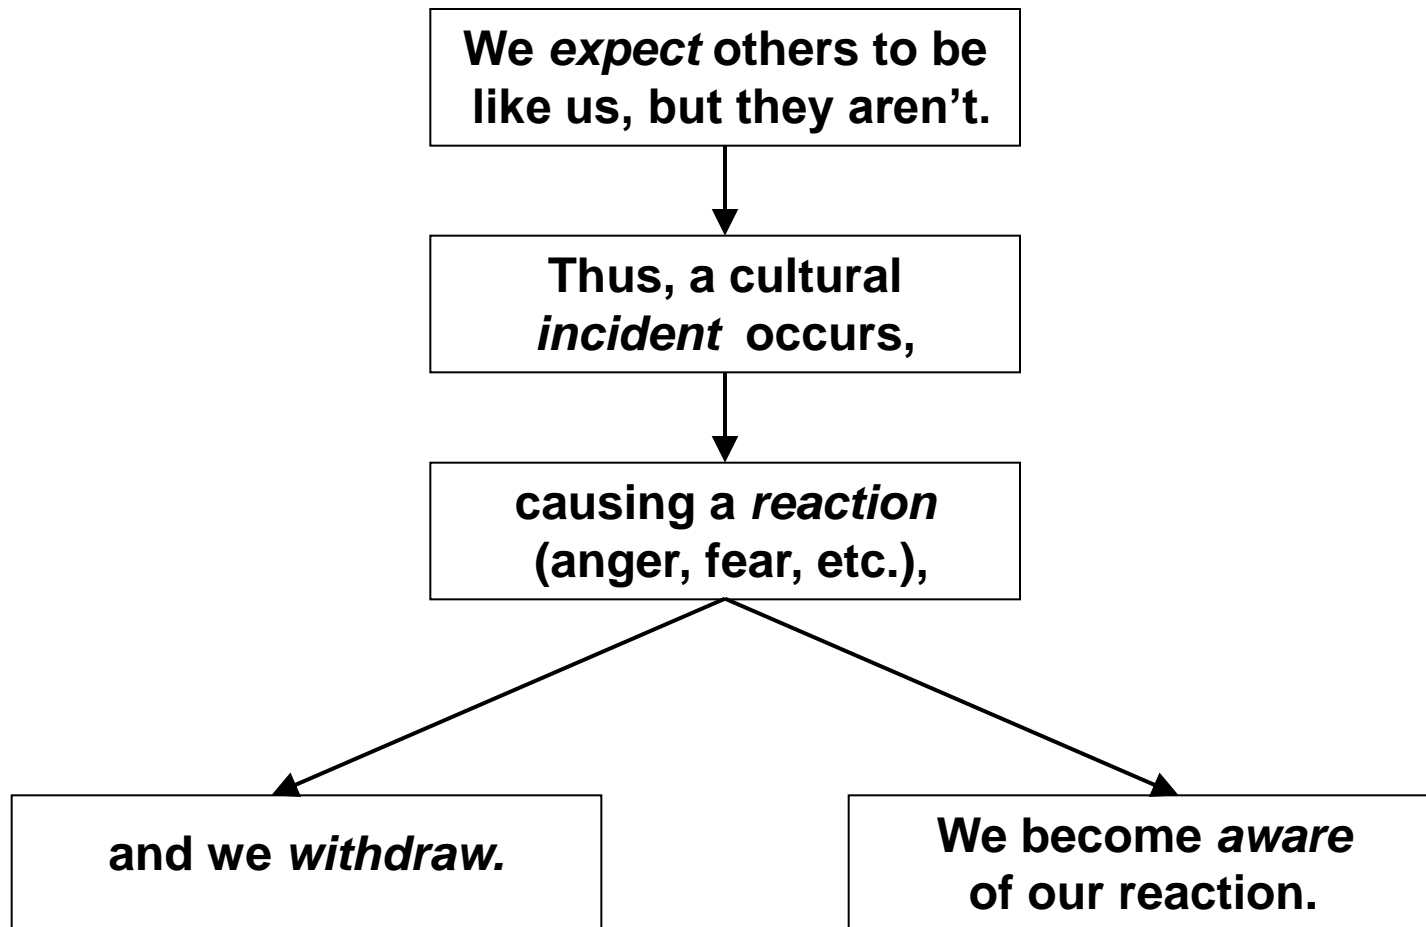 We expect others to be
like us, but they aren’t.
Thus, a cultural
incident occurs,
causing a reaction
(anger, fear, etc.),
and we withdraw.
We become aware
of our reaction.